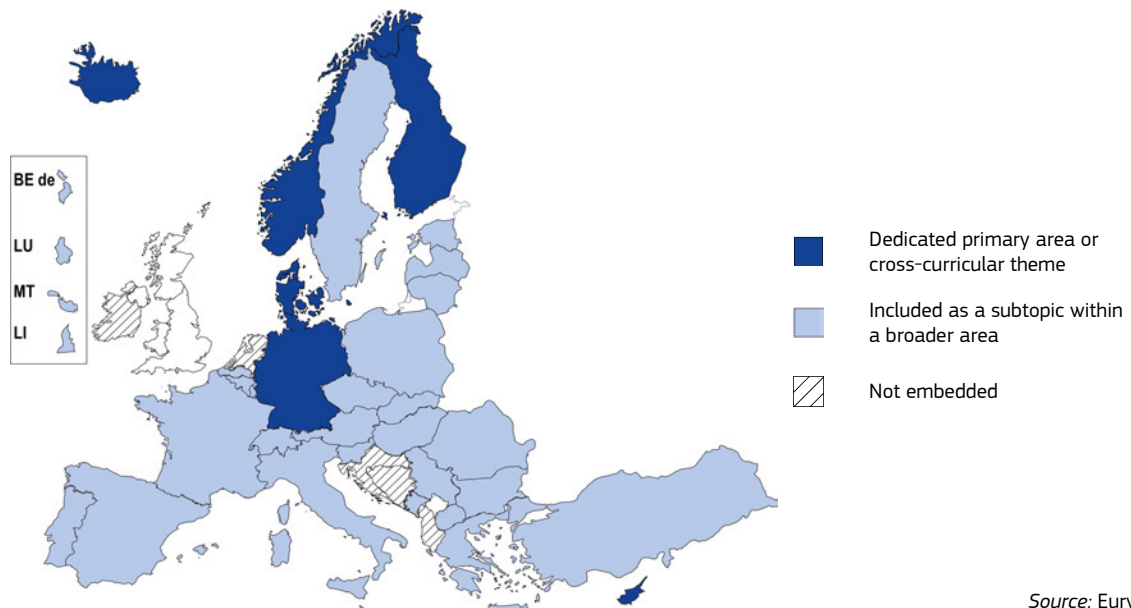 BE de
LU
MT
LI
Dedicated primary area or
cross-curricular theme
Included as a subtopic within
a broader area
Not embedded
Source: Eury